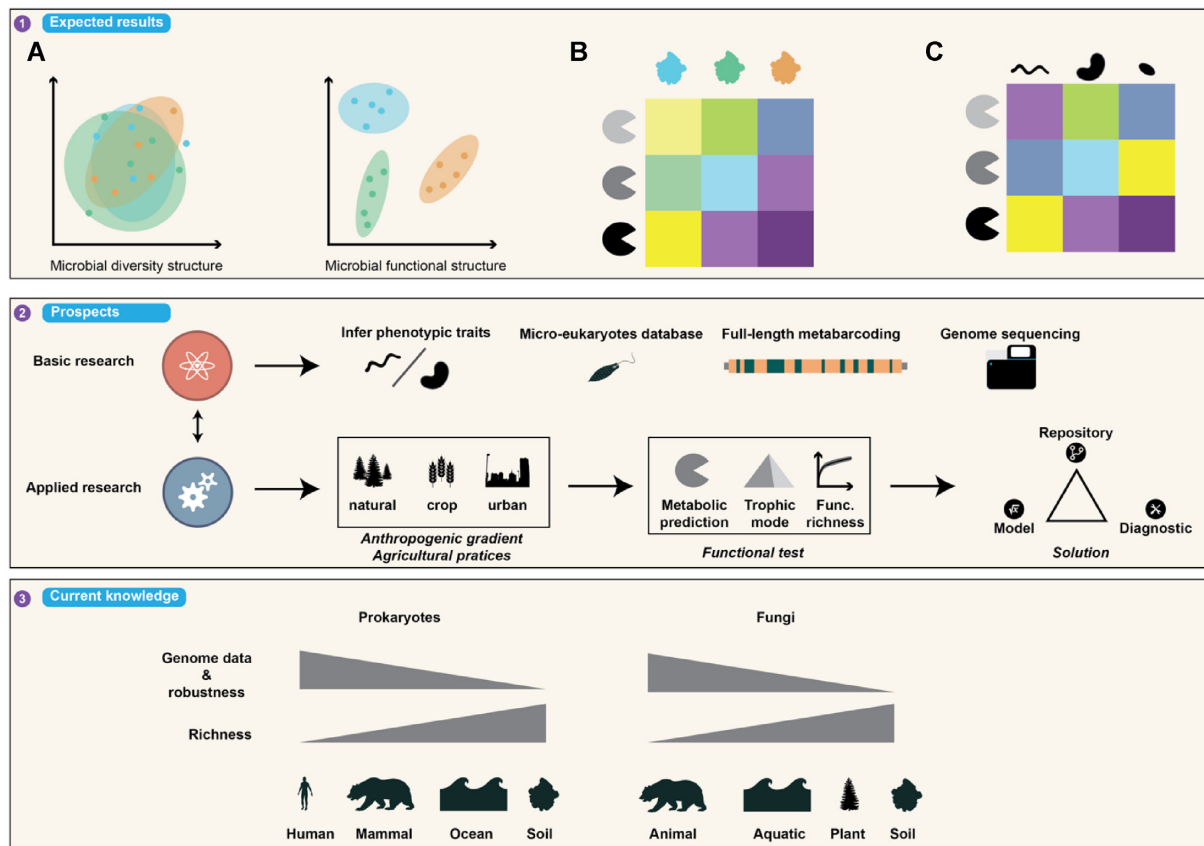 1 Expected results
A
B
C
Microbial diversity structure
Microbial functional structure
2 Prospects
Basic research
Infer phenotypic traits
Micro-eukaryotes database
Full-length metabarcoding
Genome sequencing
Applied research
natural crop urban
Anthropogenic gradient
Agricultural pratices
Metabolic
prediction
Trophic
mode
Func.
richness
Functional test
Repository
√x
Model
Diagnostic
Solution
3 Current knowledge
Prokaryotes
Fungi
Genome data
&
robustness
Richness
Human Mammal Ocean Soil
Animal Aquatic Plant Soil